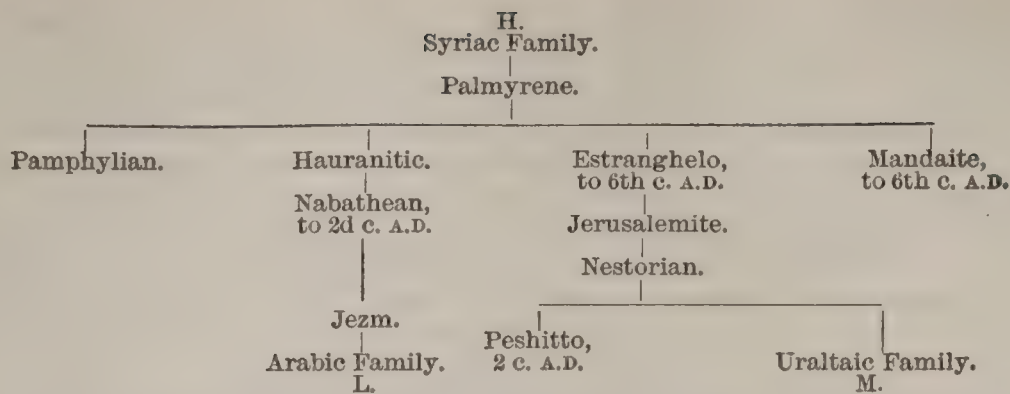 H.
Syriac Family.
Palmyrene.
Pamphylian.
Hauranitic.
Estranghelo,
to 6th c. A.D.
Mandaite,
to 6th c. A.D.
Nabathean,
to 2d c. A.D.
Jerusalemite.
Nestorian.
Jezm.
Arabic Family.
L.
Peshitto,
2 c. A.D.
Uraltaic Family.
M.